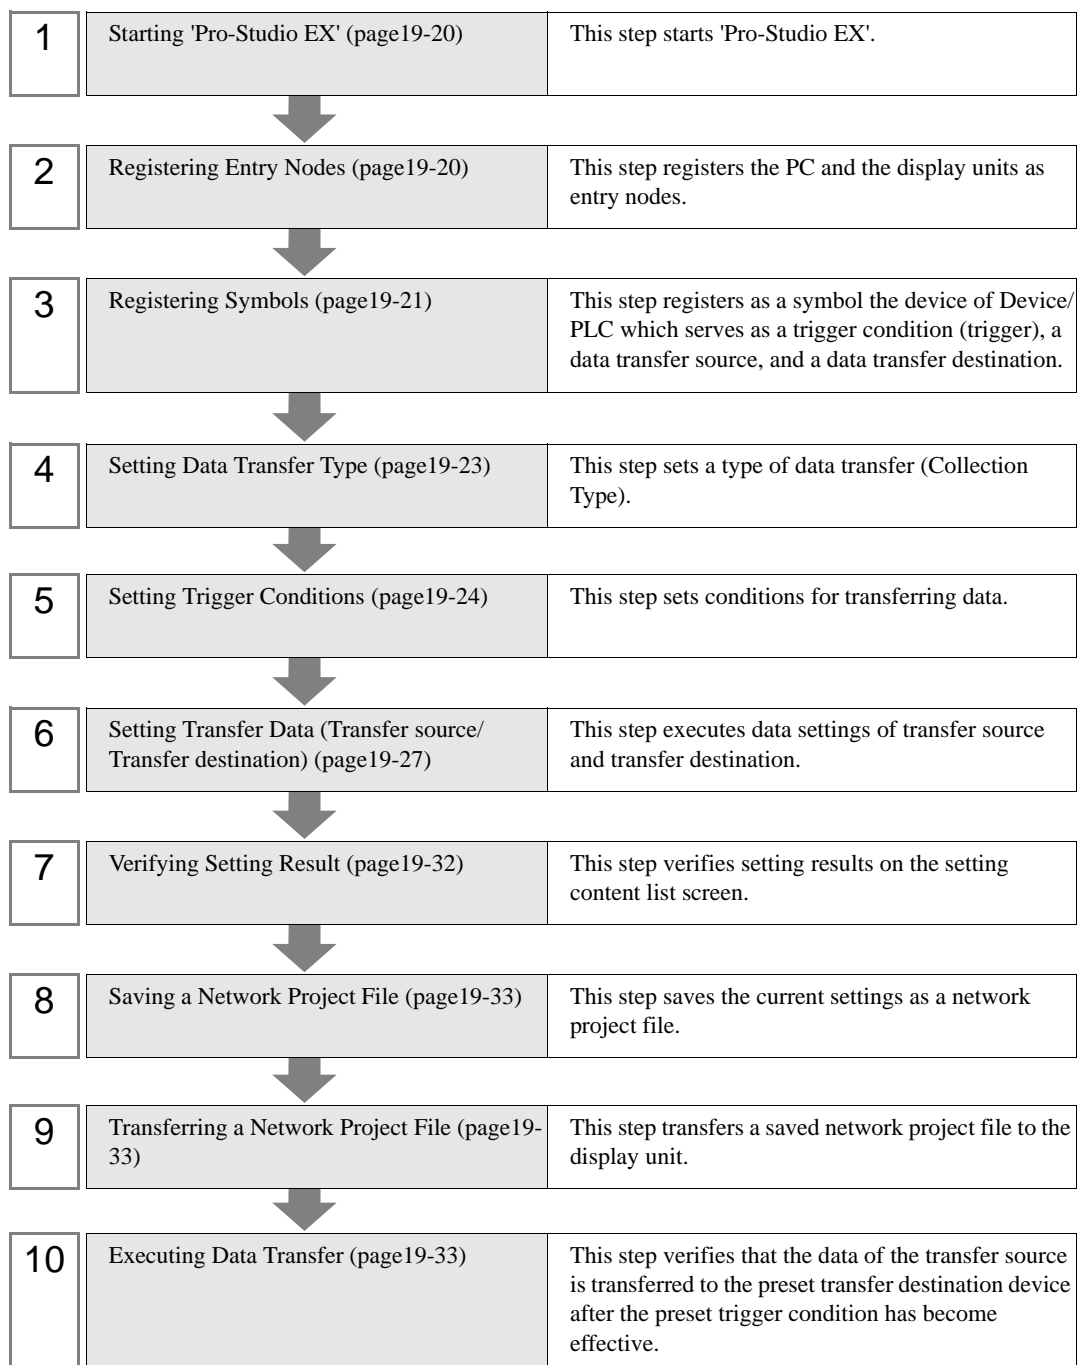 1
Starting 'Pro-Studio EX' (page19-20)
This step starts 'Pro-Studio EX'.
2
Registering Entry Nodes (page19-20)
This step registers the PC and the display units as
entry nodes.
3
Registering Symbols (page19-21)
This step registers as a symbol the device of Device/
PLC which serves as a trigger condition (trigger), a
data transfer source, and a data transfer destination.
4
Setting Data Transfer Type (page19-23)
This step sets a type of data transfer (Collection
Type).
5
Setting Trigger Conditions (page19-24)
This step sets conditions for transferring data.
6
Setting Transfer Data (Transfer source/
Transfer destination) (page19-27)
This step executes data settings of transfer source
and transfer destination.
7
Verifying Setting Result (page19-32)
This step verifies setting results on the setting
content list screen.
8
Saving a Network Project File (page19-33)
This step saves the current settings as a network
project file.
9
Transferring a Network Project File (page19-
33)
This step transfers a saved network project file to the
display unit.
10
Executing Data Transfer (page19-33)
This step verifies that the data of the transfer source
is transferred to the preset transfer destination device
after the preset trigger condition has become
effective.